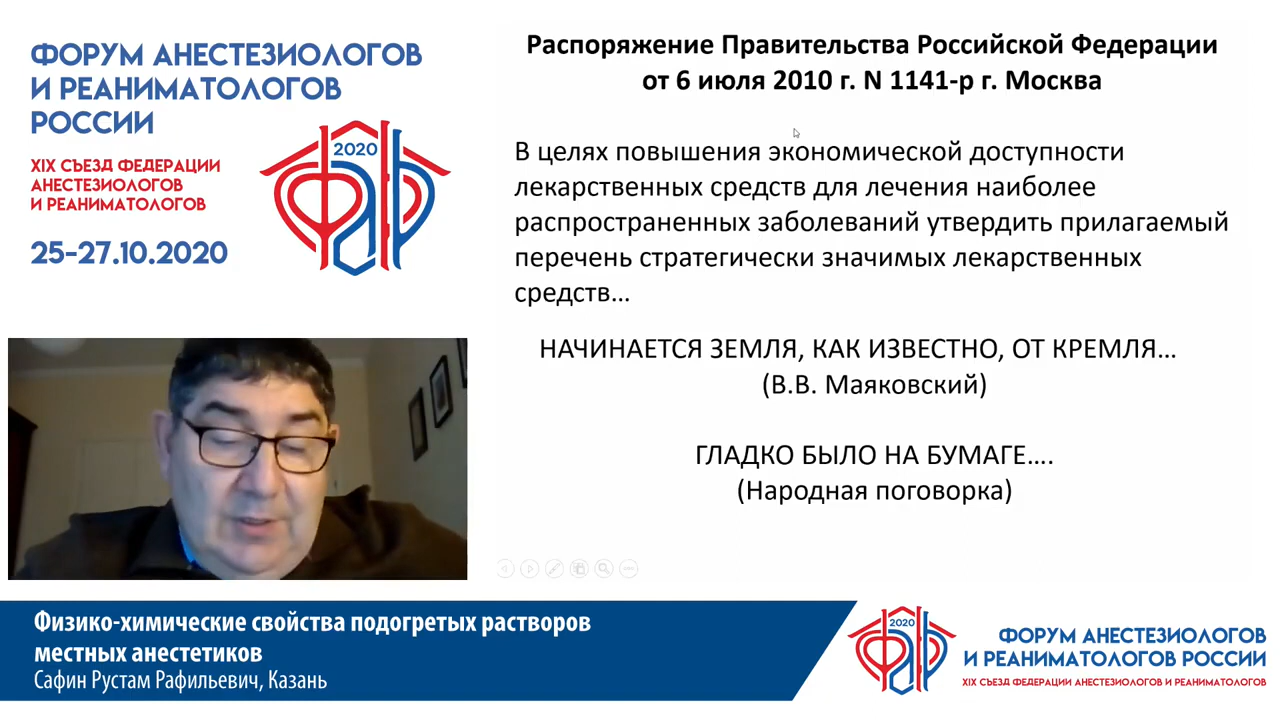 ФОРУМ АНЕСТЕЗИОЛОГОВ
И РЕАНИМАТОЛОГОВ
РОССИИ
XIX СЪЕЗД ФЕДЕРАЦИИ
АНЕСТЕЗИОЛОГОВ
И РЕАНИМАТОЛОГОВ
25-27.10.2020
2020
ФАР
Распоряжение Правительства Российской Федерации
от 6 июля 2010 г. N 1141-р г. Москва
В целях повышения экономической доступности
лекарственных средств для лечения наиболее
распространенных заболеваний утвердить прилагаемый
перечень стратегически значимых лекарственных
средств…
НАЧИНАЕТСЯ ЗЕМЛЯ, КАК ИЗВЕСТНО, ОТ КРЕМЛЯ…
(В.В. Маяковский)
ГЛАДКО БЫЛО НА БУМАГЕ….
(Народная поговорка)
Физико-химические свойства подогретых растворов
местных анестетиков
Сафин Рустам Рафильевич, Казань
2020
ФАР
ФОРУМ АНЕСТЕЗИОЛОГОВ
И РЕАНИМАТОЛОГОВ РОССИИ
XIX СЪЕЗД ФЕДЕРАЦИИ АНЕСТЕЗИОЛОГОВ И РЕАНИМАТОЛОГОВ